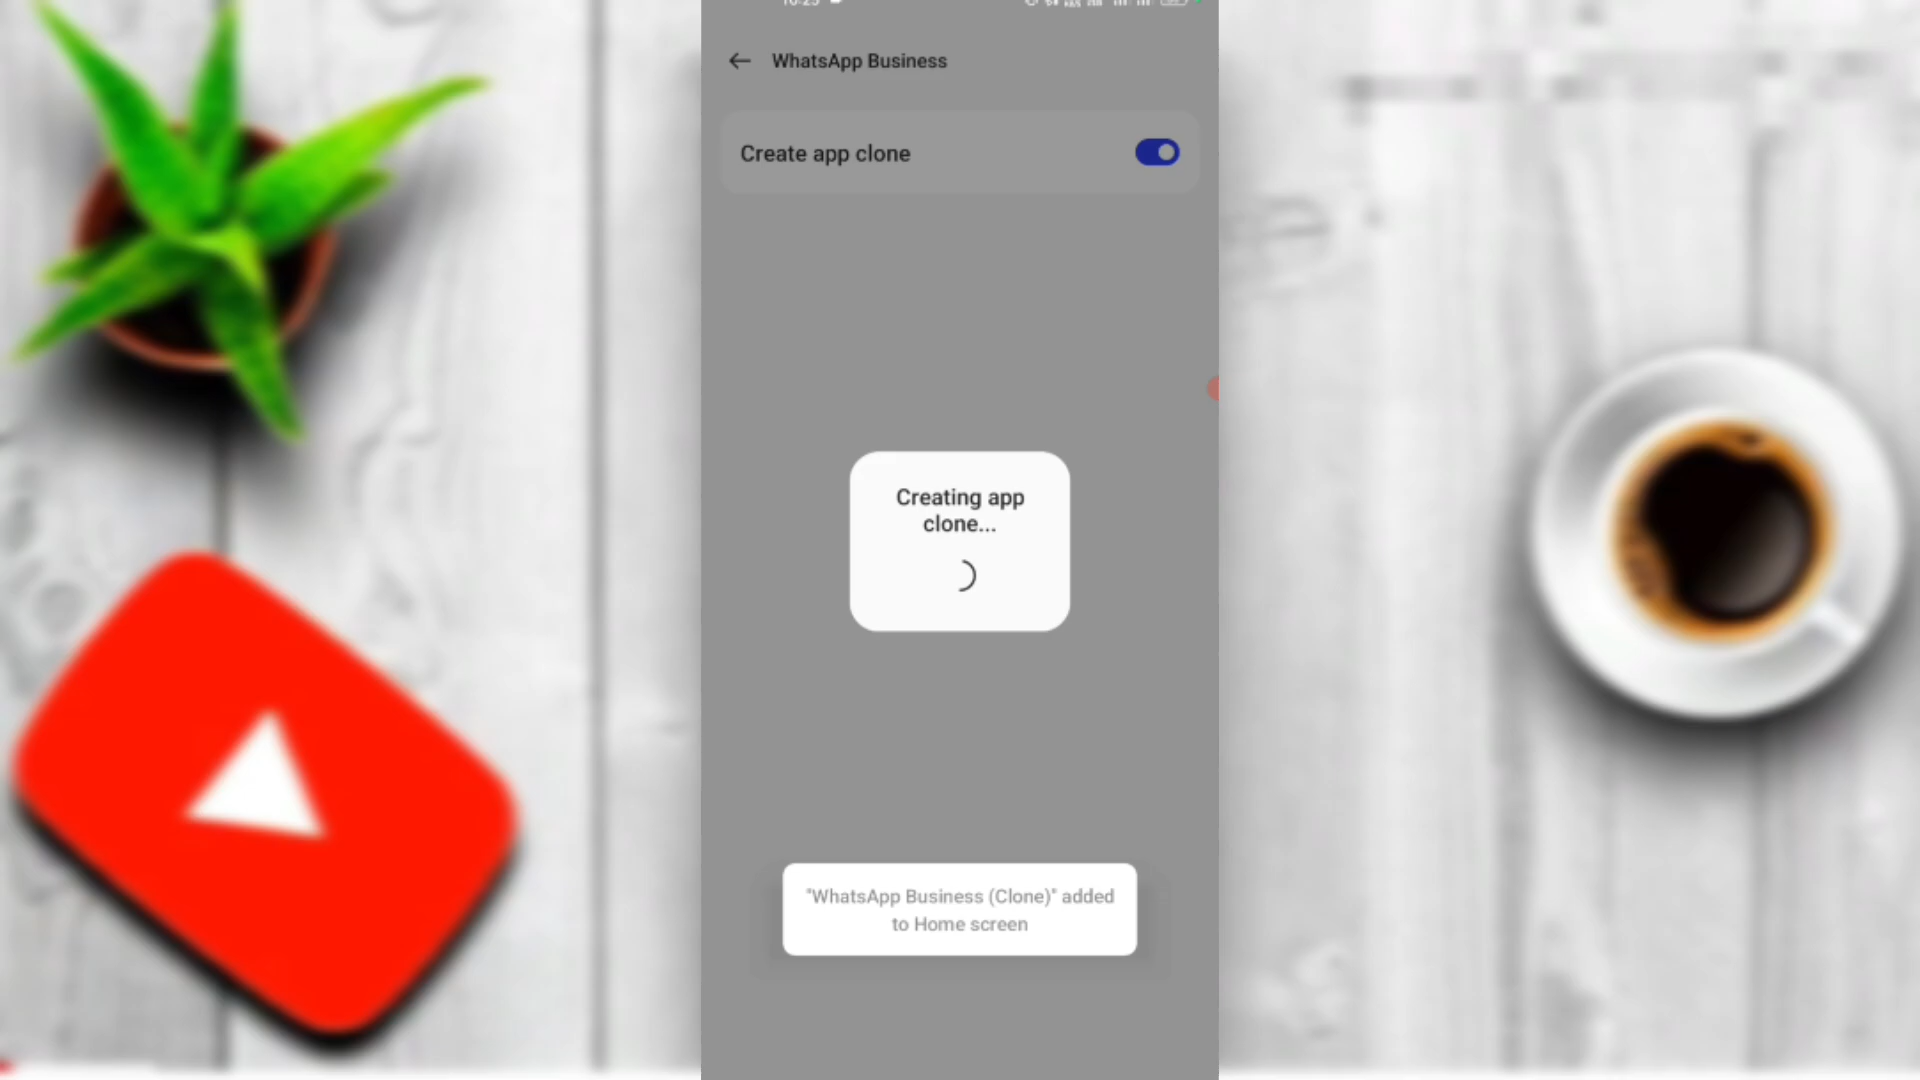 WhatsApp Business
Create app clone
Creating app
clone...
"WhatsApp Business (Clone)" added
to Home screen